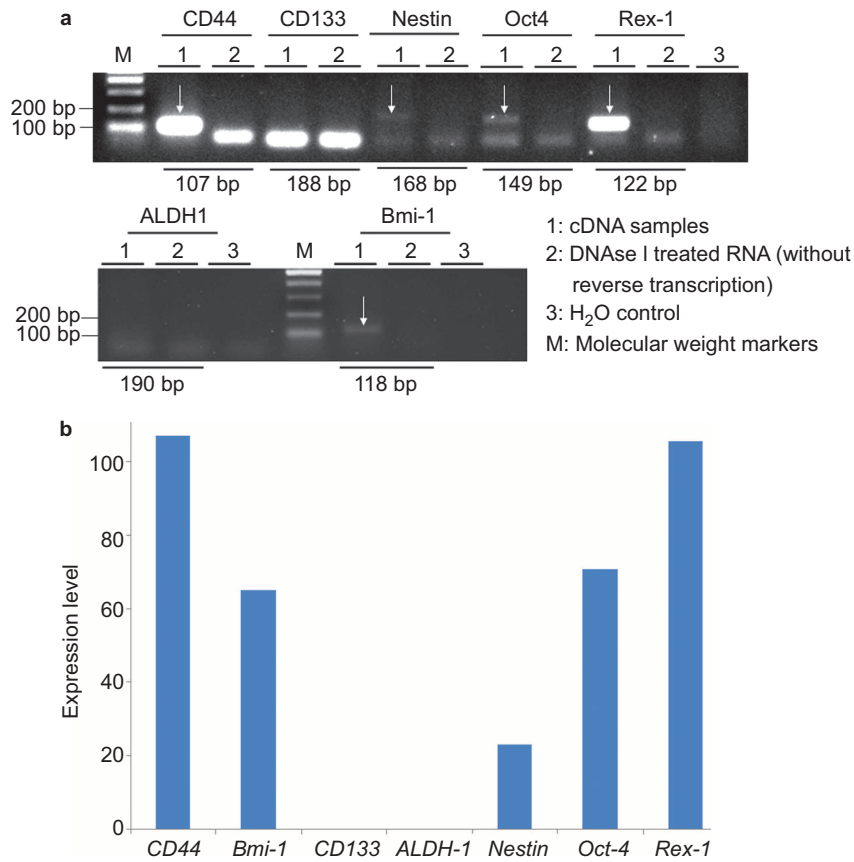 a
CD44 CD133 Nestin Oct4 Rex-1
M 1 2 1 2 1 2 1 2 1 2 3
200 bp
100 bp
107 bp 188 bp 168 bp 149 bp 122 bp
ALDH1 Bmi-1
1 2 3 M 1 2 3
200 bp
100 bp
190 bp 118 bp
1: cDNA samples
2: DNAse I treated RNA (without
reverse transcription)
3: H₂O control
M: Molecular weight markers
b
Expression level
100
80
60
40
20
0
CD44 Bmi-1 CD133 ALDH-1 Nestin Oct-4 Rex-1